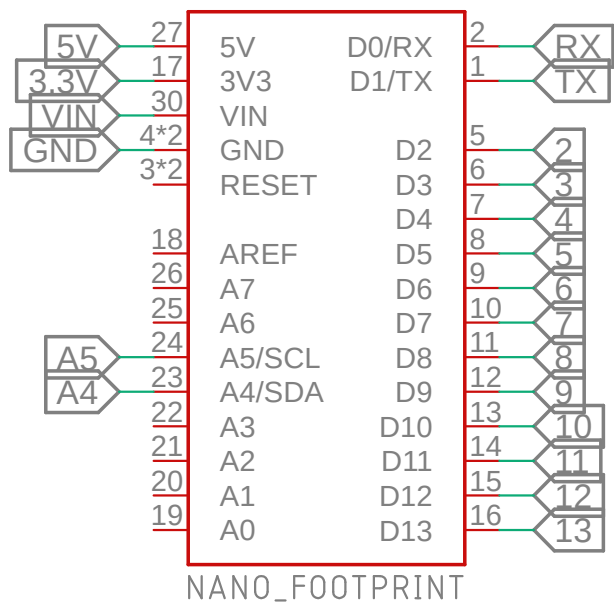 5V 27 5V D0/RX 2 RX
3.3V 17 3V3 D1/TX 1 TX
VIN 30 VIN
GND 4*2 GND D2 5 2
3*2 RESET D3 6 3
D4 7 4
18 AREF D5 8 5
26 A7 D6 9 6
25 A6 D7 10 7
A5 24 A5/SCL D8 11 8
A4 23 A4/SDA D9 12 9
22 A3 D10 13 10
21 A2 D11 14 11
20 A1 D12 15 12
19 A0 D13 16 13
NANO_FOOTPRINT